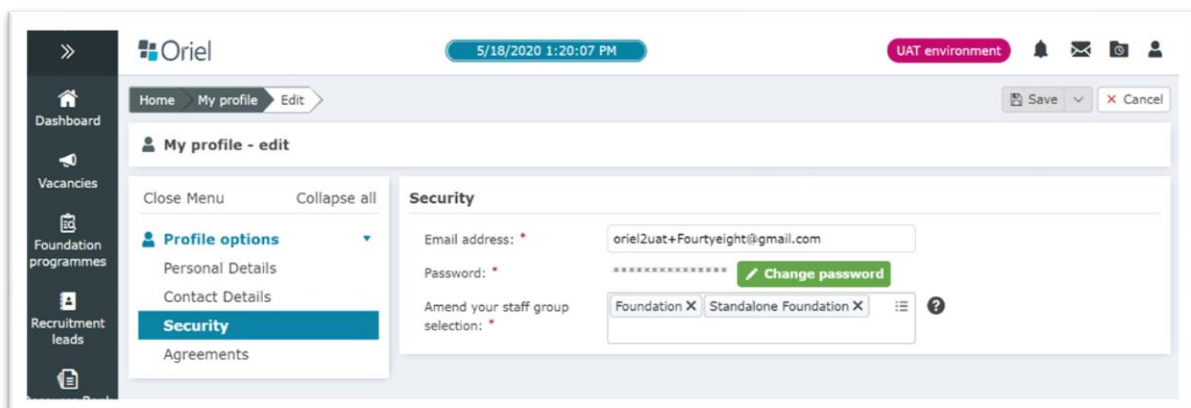 Oriel
5/18/2020 1:20:07 PM
UAT environment
Home My profile Edit
Save
× Cancel
Dashboard
My profile - edit
Vacancies
Close Menu Collapse all
Security
Foundation
programmes
Profile options
Email address: * oriel2uat+Fourtyeight@gmail.com
Personal Details
Password: * *************** Change password
Contact Details
Amend your staff group
selection: *
Foundation X Standalone Foundation X
Recruitment
leads
Security
Agreements